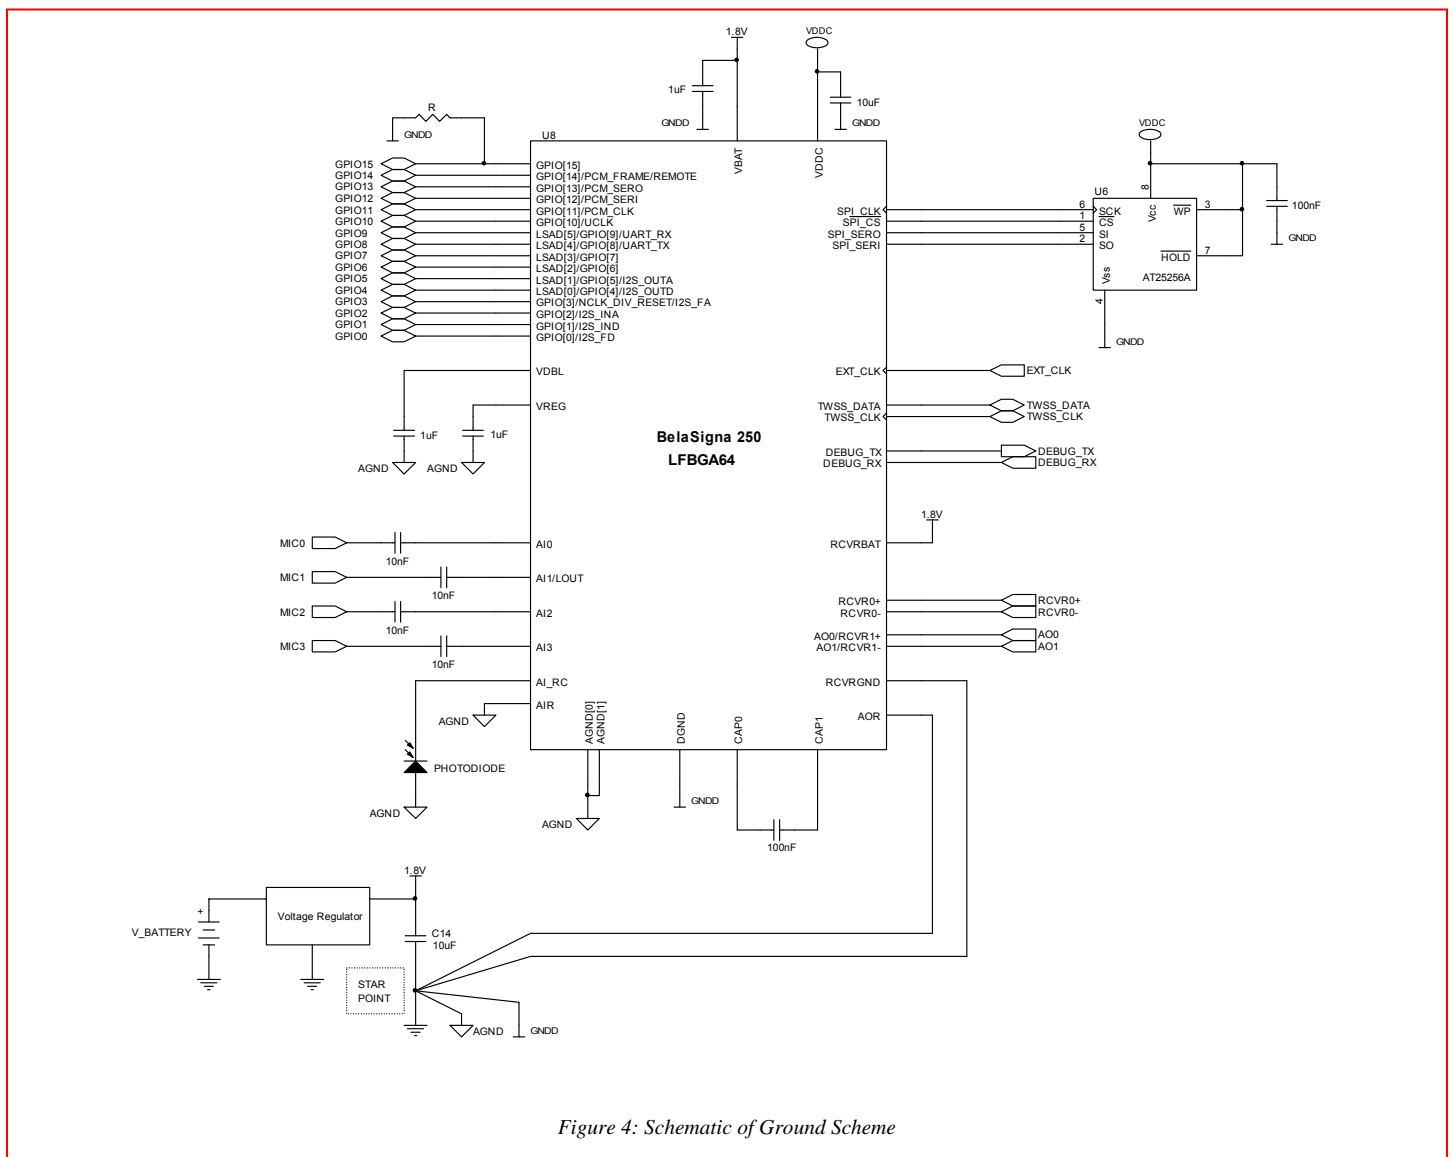 1.8V
VDDC
1uF
GNDD
10uF
GNDD
R
GNDD
U8
VBAT
VDDC
GPIO15
GPIO14
GPIO13
GPIO12
GPIO11
GPIO10
GPIO9
GPIO8
GPIO7
GPIO6
GPIO5
GPIO4
GPIO3
GPIO2
GPIO1
GPIO0
GPIO[15]
GPIO[14]/PCM_FRAME/REMOTE
GPIO[13]/PCM_SERO
GPIO[12]/PCM_SERI
GPIO[11]/PCM_CLK
GPIO[10]/UCLK
LSAD[5]/GPIO[9]/UART_RX
LSAD[4]/GPIO[8]/UART_TX
LSAD[3]/GPIO[7]
LSAD[2]/GPIO[6]
LSAD[1]/GPIO[5]/I2S_OUTA
LSAD[0]/GPIO[4]/I2S_OUTD
GPIO[3]/NCLK_DIV_RESET/I2S_FA
GPIO[2]/I2S_INA
GPIO[1]/I2S_IND
GPIO[0]/I2S_FD
SPI_CLK
SPI_CS
SPI_SERO
SPI_SERI
VDDC
U6
8
6
1
5
2
SCK
CS
SI
SO
Vcc
WP
3
HOLD
7
Vss
AT25256A
4
100nF
GNDD
GNDD
VDBL
VREG
1uF
1uF
AGND
AGND
BelaSigna 250
LFBGA64
EXT_CLK
EXT_CLK
TWSS_DATA
TWSS_DATA
TWSS_CLK
TWSS_CLK
DEBUG_TX
DEBUG_TX
DEBUG_RX
DEBUG_RX
1.8V
RCVRBAT
MIC0
10nF
AI0
MIC1
10nF
AI1/LOUT
MIC2
10nF
AI2
MIC3
10nF
AI3
RCVR0+
RCVR0+
RCVR0-
RCVR0-
AO0/RCVR1+
AO0
AO1/RCVR1-
AO1
AI_RC
AIR
AGND
RCVRGND
AOR
AGND[0]
AGND[1]
DGND
CAP0
CAP1
PHOTODIODE
AGND
AGND
GNDD
100nF
1.8V
V_BATTERY
+
Voltage Regulator
C14
10uF
STAR
POINT
AGND
GNDD
Figure 4: Schematic of Ground Scheme